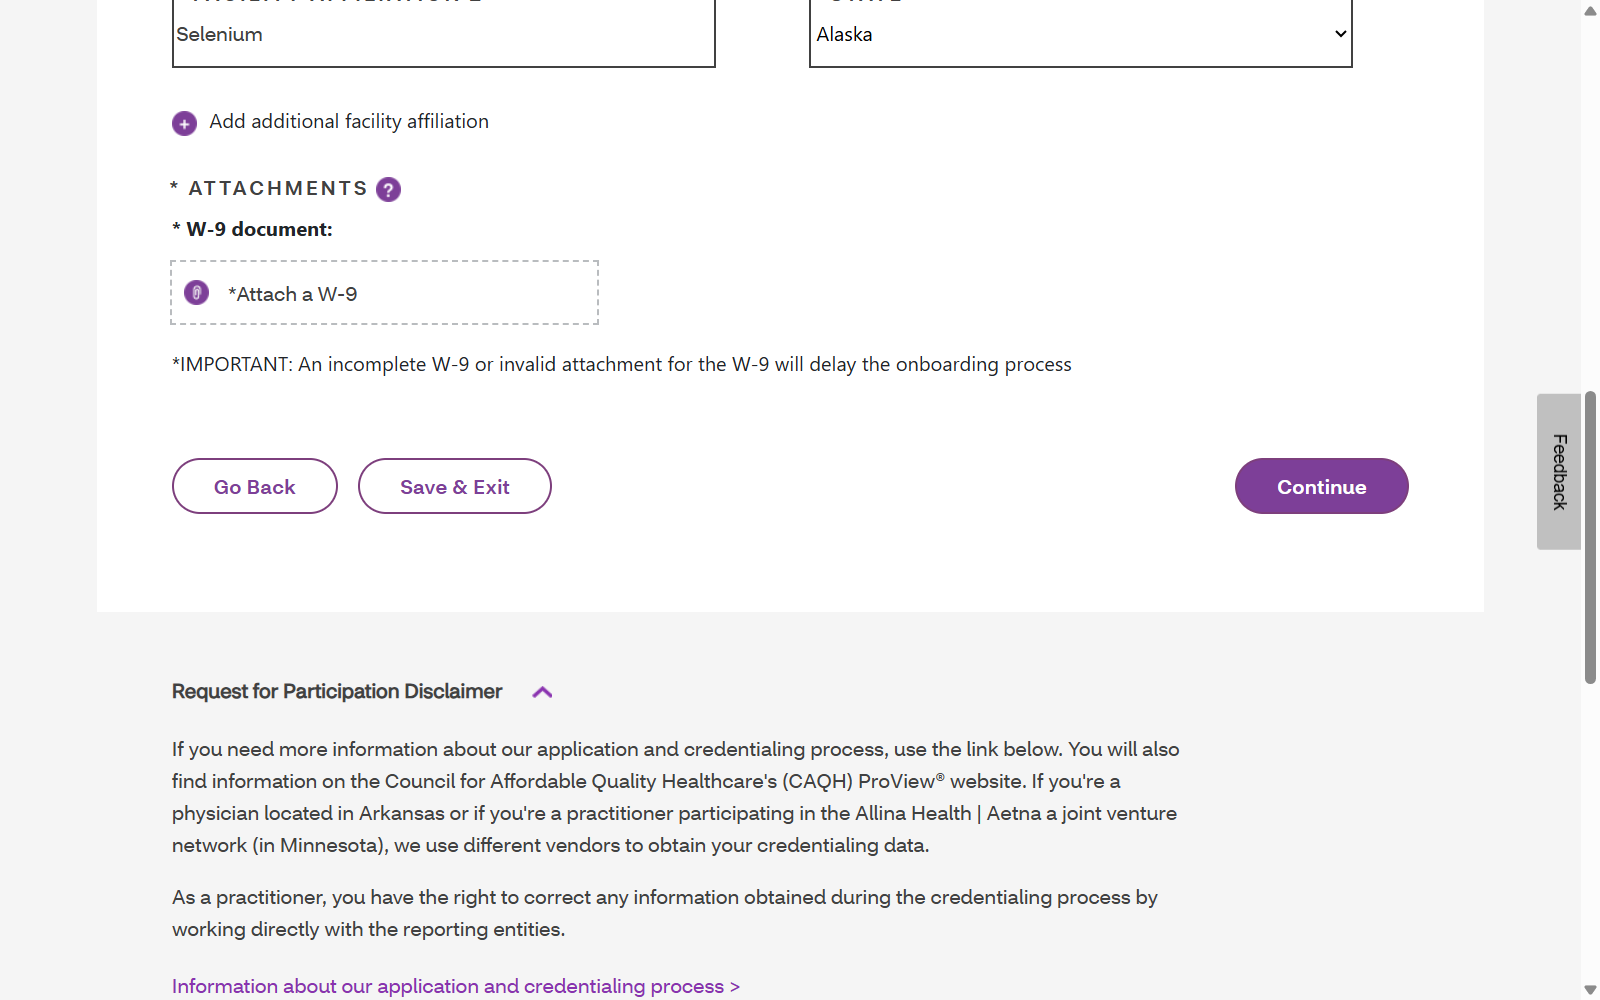 Selenium
Alaska
Add additional facility affiliation
* ATTACHMENTS ?
* W-9 document:
*Attach a W-9
*IMPORTANT: An incomplete W-9 or invalid attachment for the W-9 will delay the onboarding process
Go Back
Save & Exit
Continue
Feedback
Request for Participation Disclaimer
If you need more information about our application and credentialing process, use the link below. You will also
find information on the Council for Affordable Quality Healthcare's (CAQH) ProView® website. If you're a
physician located in Arkansas or if you're a practitioner participating in the Allina Health | Aetna a joint venture
network (in Minnesota), we use different vendors to obtain your credentialing data.
As a practitioner, you have the right to correct any information obtained during the credentialing process by
working directly with the reporting entities.
Information about our application and credentialing process >